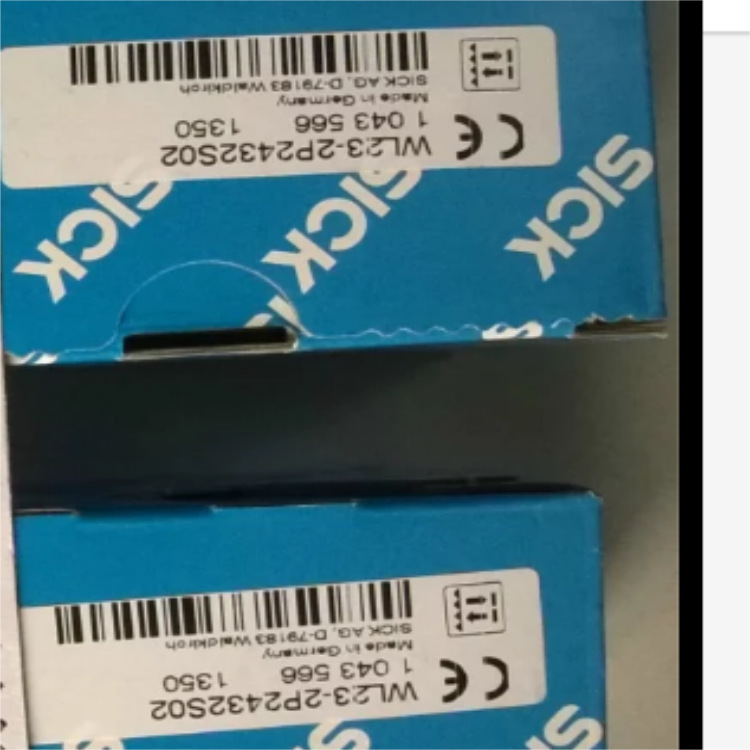 WL23-2P2432S02
1 043 566 1350
Made in Germany
SICK AG, D-79183 Waldkirch
SICK
SICK
SICK
WL23-2P2432S02
1 043 566 1350
Made in Germany
SICK AG, D-79183 Waldkirch